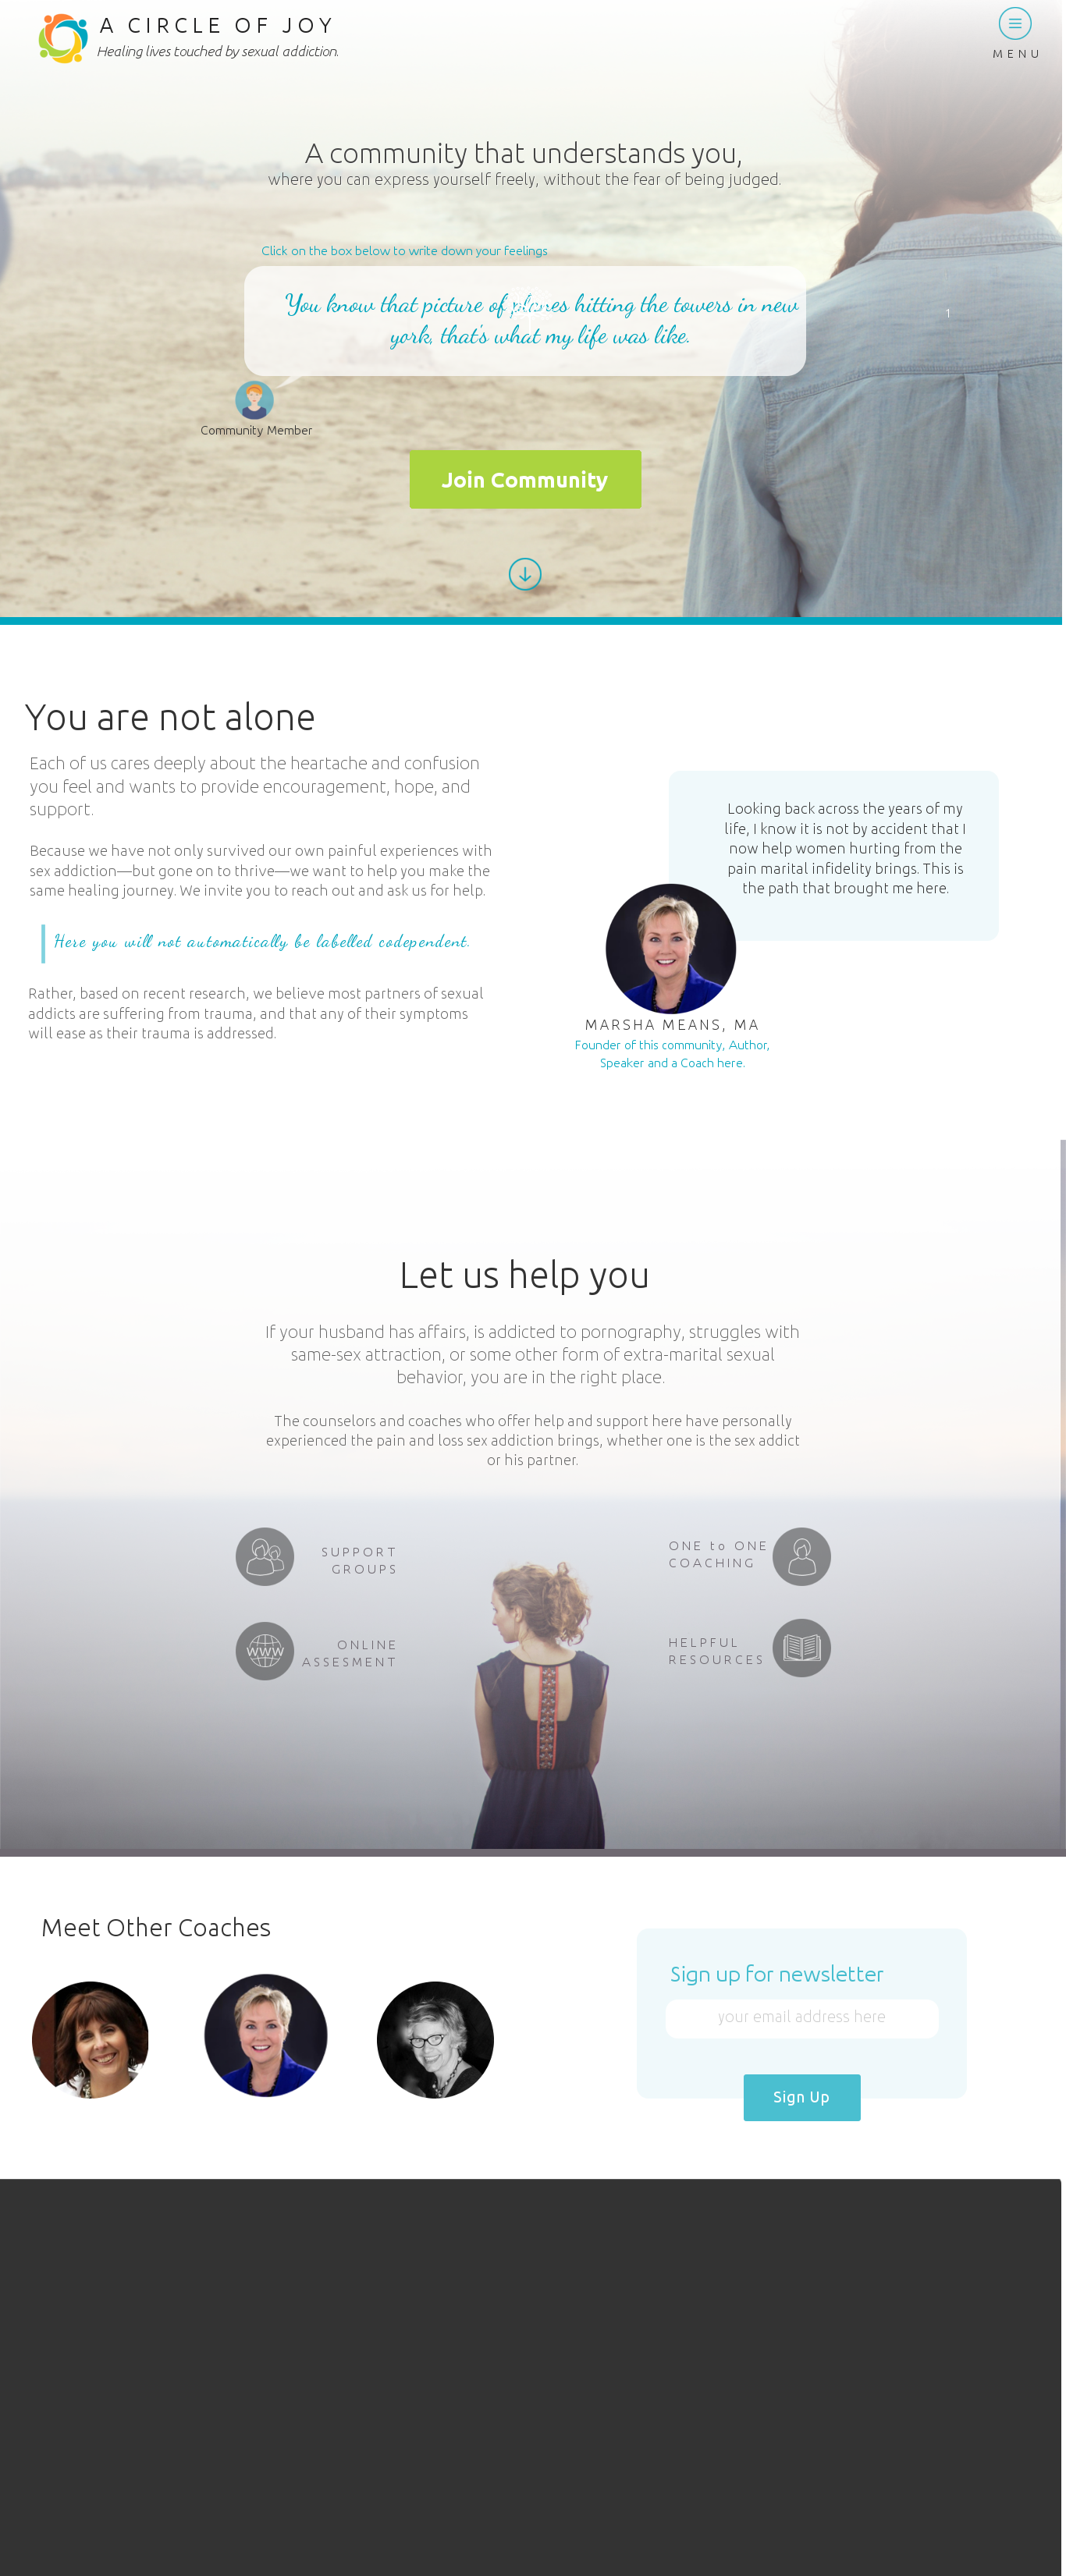 A CIRCLE OF JOY
Healing lives touched by sexual addiction.
MENU
A community that understands you,
where you can express yourself freely, without the fear of being judged.
Click on the box below to write down your feelings
You know that picture of planes hitting the towers in new
york, that's what my life was like.
1
Community Member
Join Community
You are not alone
Each of us cares deeply about the heartache and confusion
you feel and wants to provide encouragement, hope, and
support.
Because we have not only survived our own painful experiences with
sex addiction—but gone on to thrive—we want to help you make the
same healing journey. We invite you to reach out and ask us for help.
Here you will not automatically be labelled codependent.
Rather, based on recent research, we believe most partners of sexual
addicts are suffering from trauma, and that any of their symptoms
will ease as their trauma is addressed.
Looking back across the years of my
life, I know it is not by accident that I
now help women hurting from the
pain marital infidelity brings. This is
the path that brought me here.
MARSHA MEANS, MA
Founder of this community, Author,
Speaker and a Coach here.
Let us help you
If your husband has affairs, is addicted to pornography, struggles with
same-sex attraction, or some other form of extra-marital sexual
behavior, you are in the right place.
The counselors and coaches who offer help and support here have personally
experienced the pain and loss sex addiction brings, whether one is the sex addict
or his partner.
SUPPORT
GROUPS
ONE to ONE
COACHING
WWW
ONLINE
ASSESMENT
HELPFUL
RESOURCES
Meet Other Coaches
Sign up for newsletter
your email address here
Sign Up